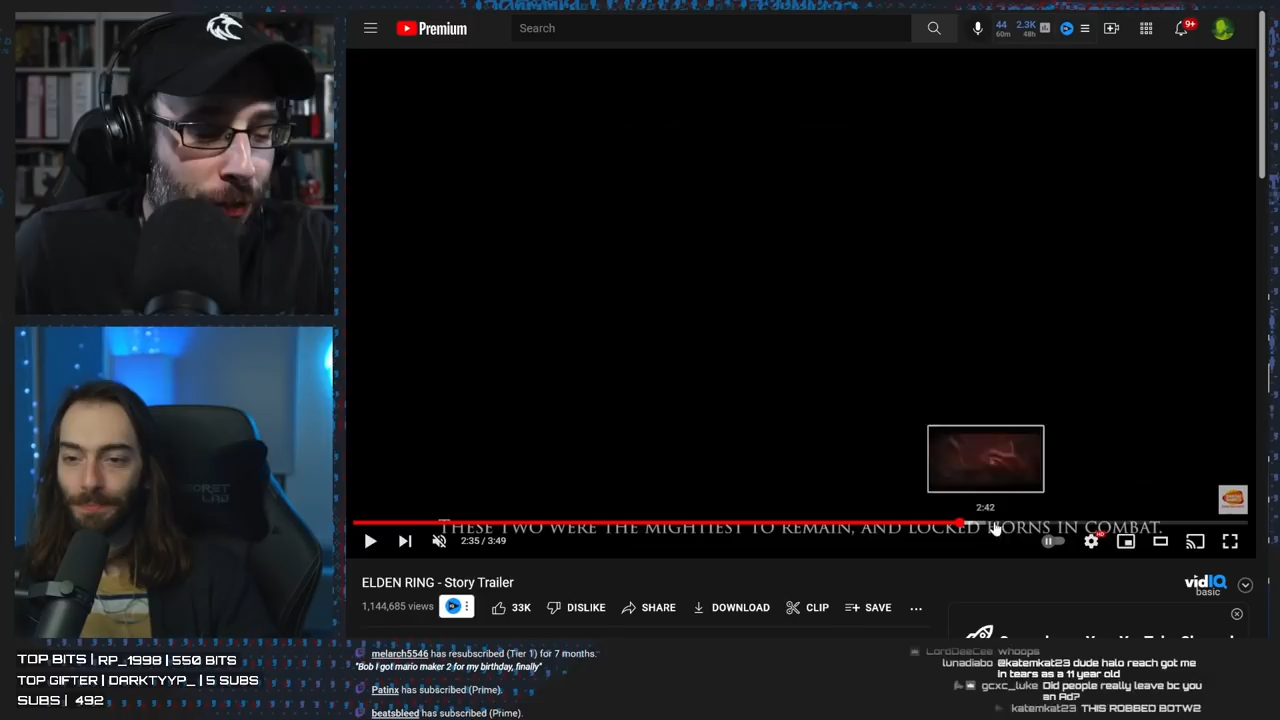 Premium
Search
44
60m
2.3K
48h
9+
SECRET
LAB
2:42
THESE TWO WERE THE MIGHTIEST TO REMAIN, AND LOCKED HORNS IN COMBAT.
2:35 / 3:49
HD
ELDEN RING - Story Trailer
1,144,685 views
33K
DISLIKE
SHARE
DOWNLOAD
CLIP
SAVE
vidIQ
basic
TOP BITS | RP_1998 | 550 BITS
TOP GIFTER | DARKTYYP_ | 5 SUBS
SUBS | 492
melarch5546 has resubscribed (Tier 1) for 7 months.
"Bob I got mario maker 2 for my birthday, finally"
Patinx has subscribed (Prime).
beatsbleed has subscribed (Prime).
LordDeeCee whoops
lunadiabo @katemkat23 dude halo reach got me
in tears as a 11 year old
gcxc_luke Did people really leave bc you
an Ad?
katemkat23 THIS ROBBED BOTW2